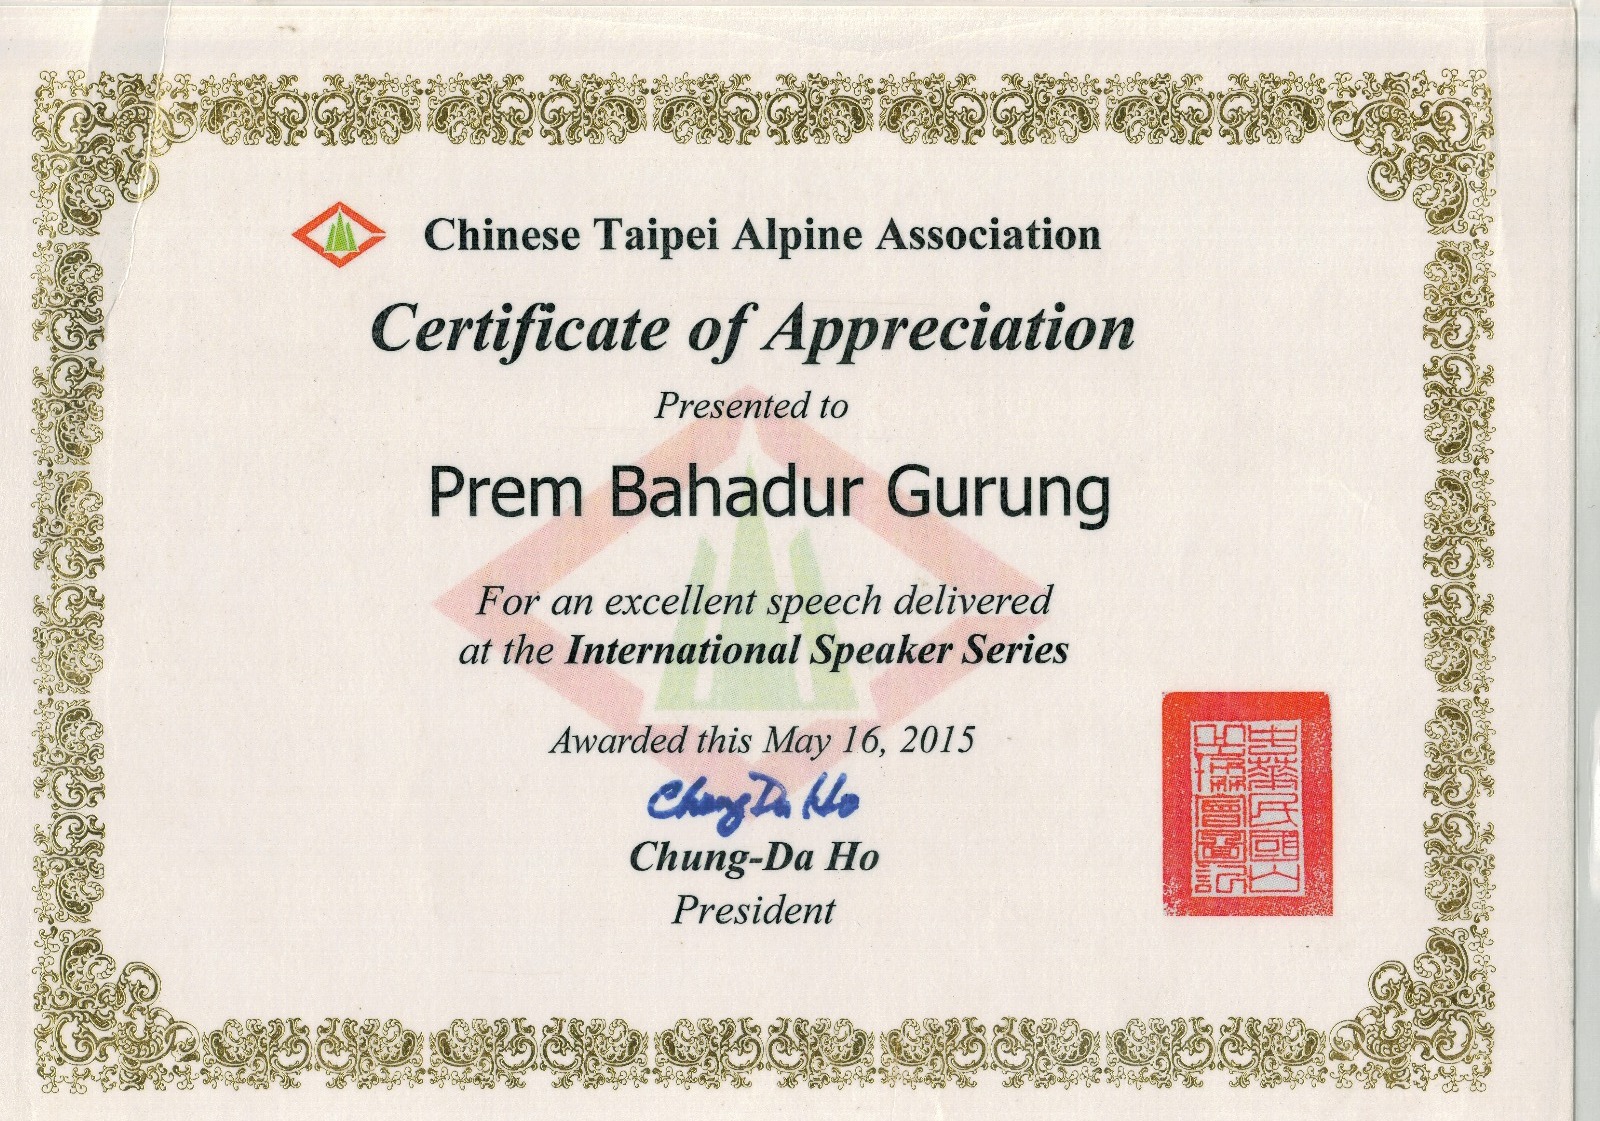 Chinese Taipei Alpine Association
Certificate of Appreciation
Presented to
Prem Bahadur Gurung
For an excellent speech delivered
at the International Speaker Series
Awarded this May 16, 2015
Chung Da Ho
Chung-Da Ho
President
中華民國山
岳協會圖記